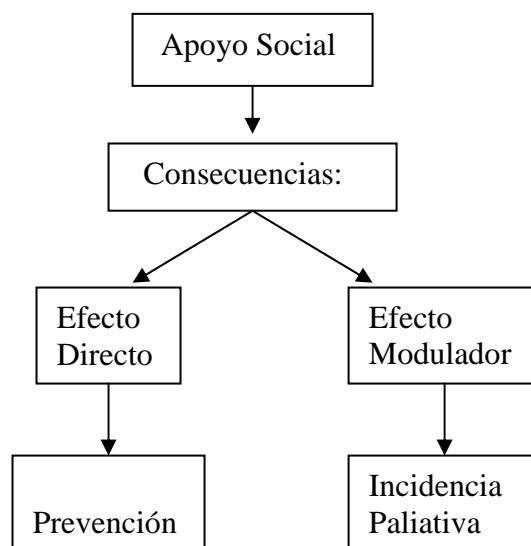 Apoyo Social
Consecuencias:
Efecto
Directo
Efecto
Modulador
Prevención
Incidencia
Paliativa